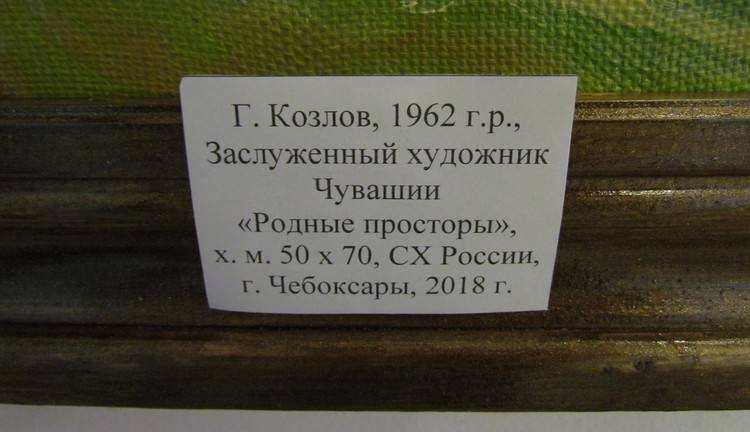 Г. Козлов, 1962 г.р.,
Заслуженный художник
Чувашии
«Родные просторы»,
х. м. 50 х 70, СХ России,
г. Чебоксары, 2018 г.